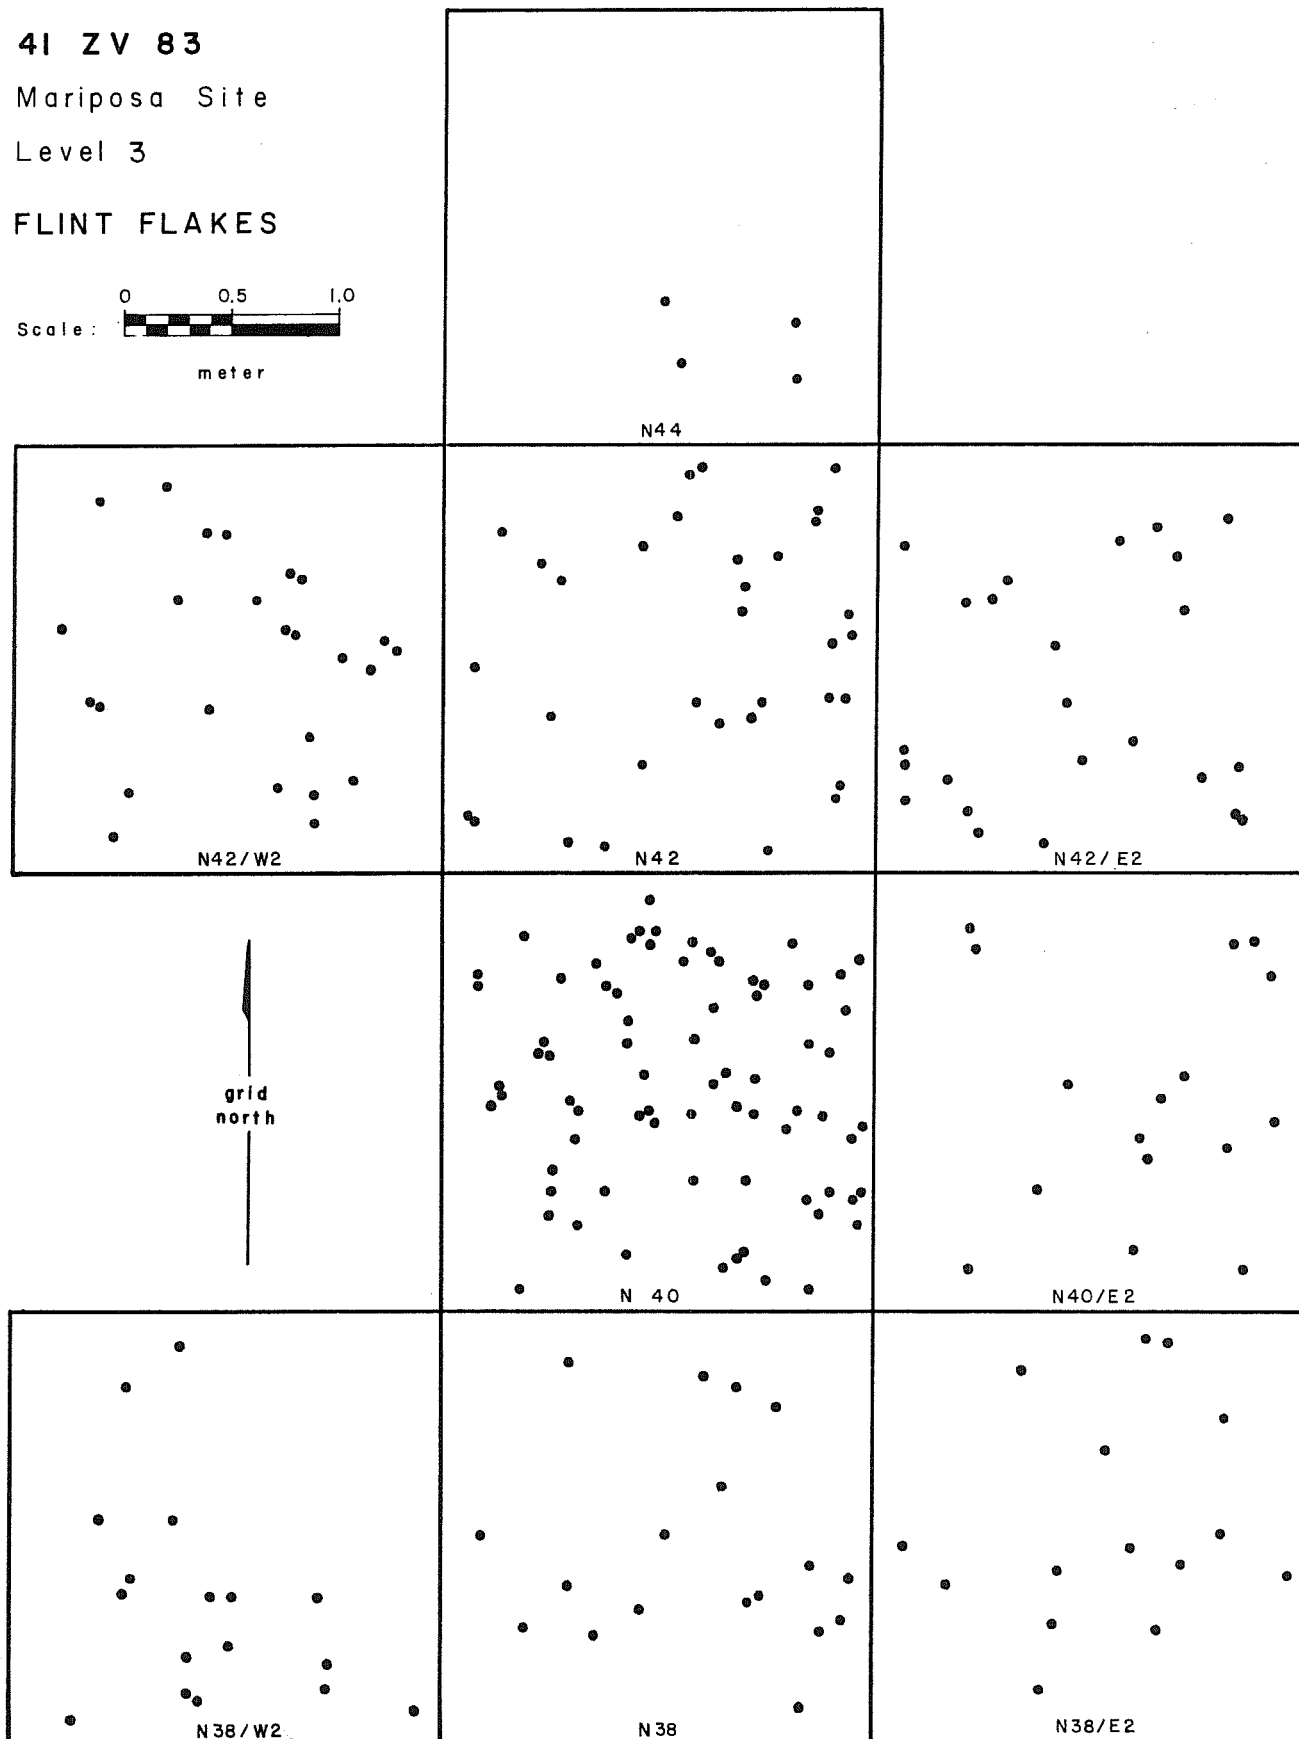 41 ZV 83
Mariposa Site
Level 3
FLINT FLAKES
0 0.5 1.0
Scale:
meter
N44
N42/W2
N42
N42/E2
grid
north
N 40
N40/E2
N38/W2
N38
N38/E2